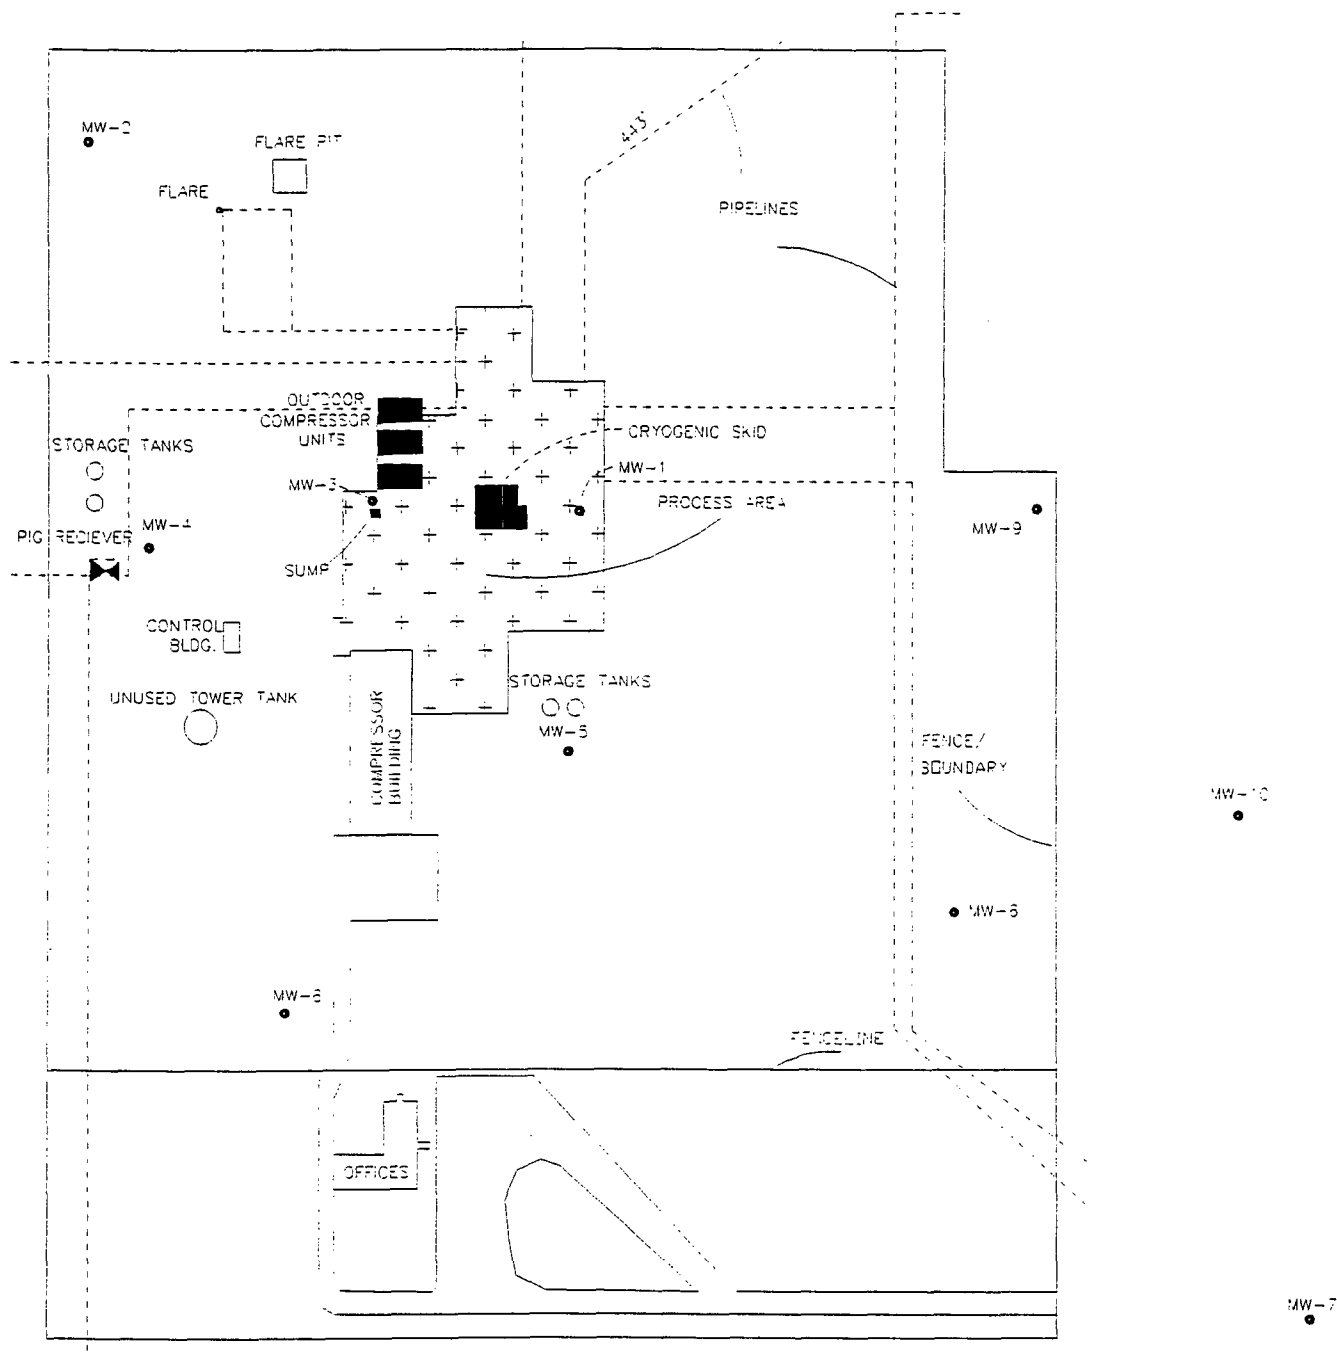 MW-2
FLARE PIT
443'
FLARE
PIPELINES
OUTDOOR
COMPRESSOR
UNITS
CRYOGENIC SKID
STORAGE TANKS
MW-1
MW-3
PROCESS AREA
MW-4
MW-9
PIG RECIEVER
SUMP
CONTROL
BLDG.
STORAGE TANKS
UNUSED TOWER TANK
COMPRESSOR
BUILDING
MW-5
FENCE/
BOUNDARY
MW-10
MW-6
FENCELINE
OFFICES
MW-7